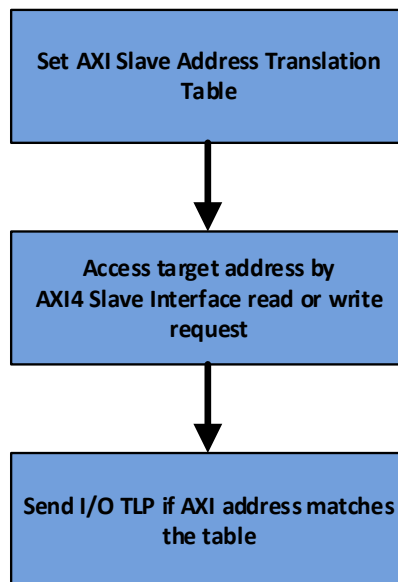 Set AXI Slave Address Translation
Table
Access target address by
AXI4 Slave Interface read or write
request
Send I/O TLP if AXI address matches
the table